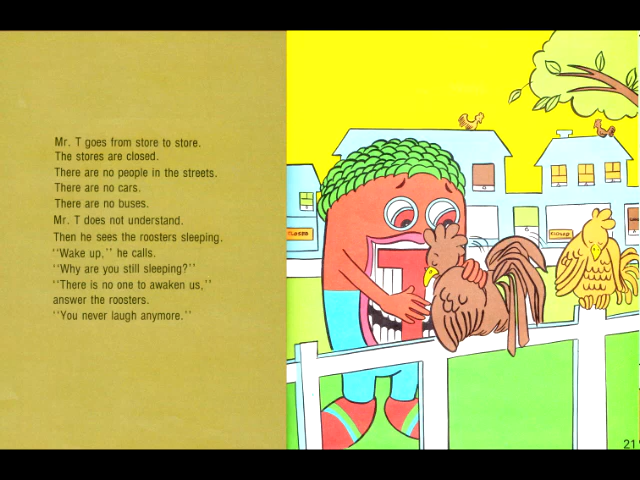 Mr. T goes from store to store.
The stores are closed.
There are no people in the streets.
There are no cars.
There are no buses.
Mr. T does not understand.
Then he sees the roosters sleeping.
"Wake up," he calls.
"Why are you still sleeping?"
"There is no one to awaken us,"
answer the roosters.
"You never laugh anymore."
T
CLOSED
21